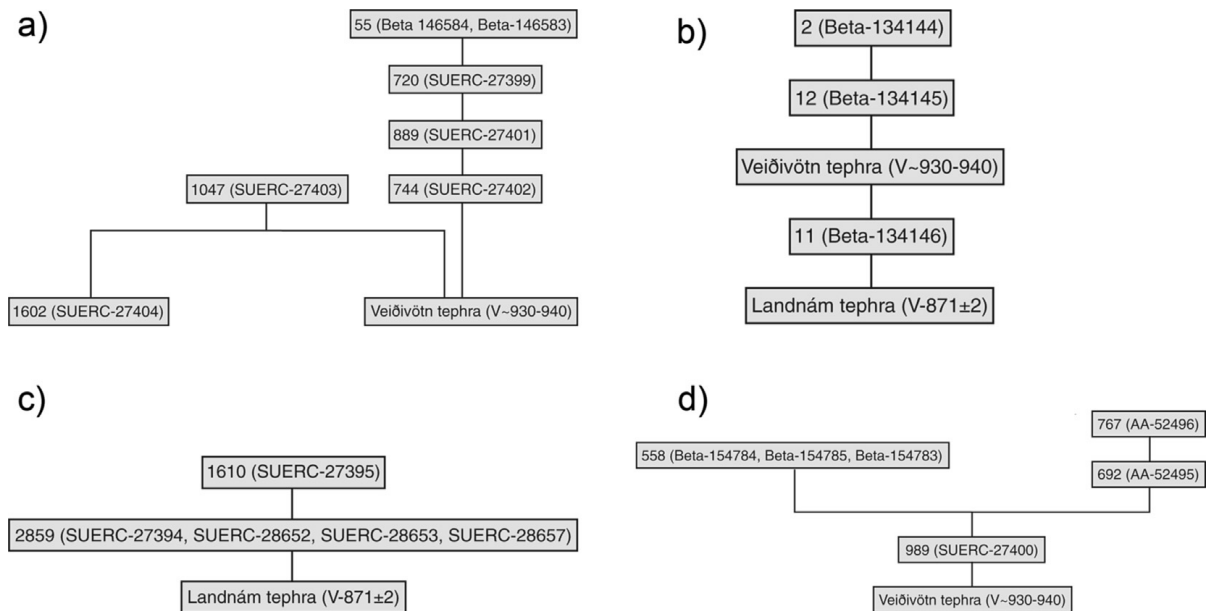 a)
55 (Beta 146584, Beta-146583)
720 (SUERC-27399)
889 (SUERC-27401)
744 (SUERC-27402)
1047 (SUERC-27403)
1602 (SUERC-27404)
Veiðivötn tephra (V~930-940)
b)
2 (Beta-134144)
12 (Beta-134145)
Veiðivötn tephra (V~930-940)
11 (Beta-134146)
Landnám tephra (V-871±2)
c)
1610 (SUERC-27395)
2859 (SUERC-27394, SUERC-28652, SUERC-28653, SUERC-28657)
Landnám tephra (V-871±2)
d)
767 (AA-52496)
558 (Beta-154784, Beta-154785, Beta-154783)
692 (AA-52495)
989 (SUERC-27400)
Veiðivötn tephra (V~930-940)